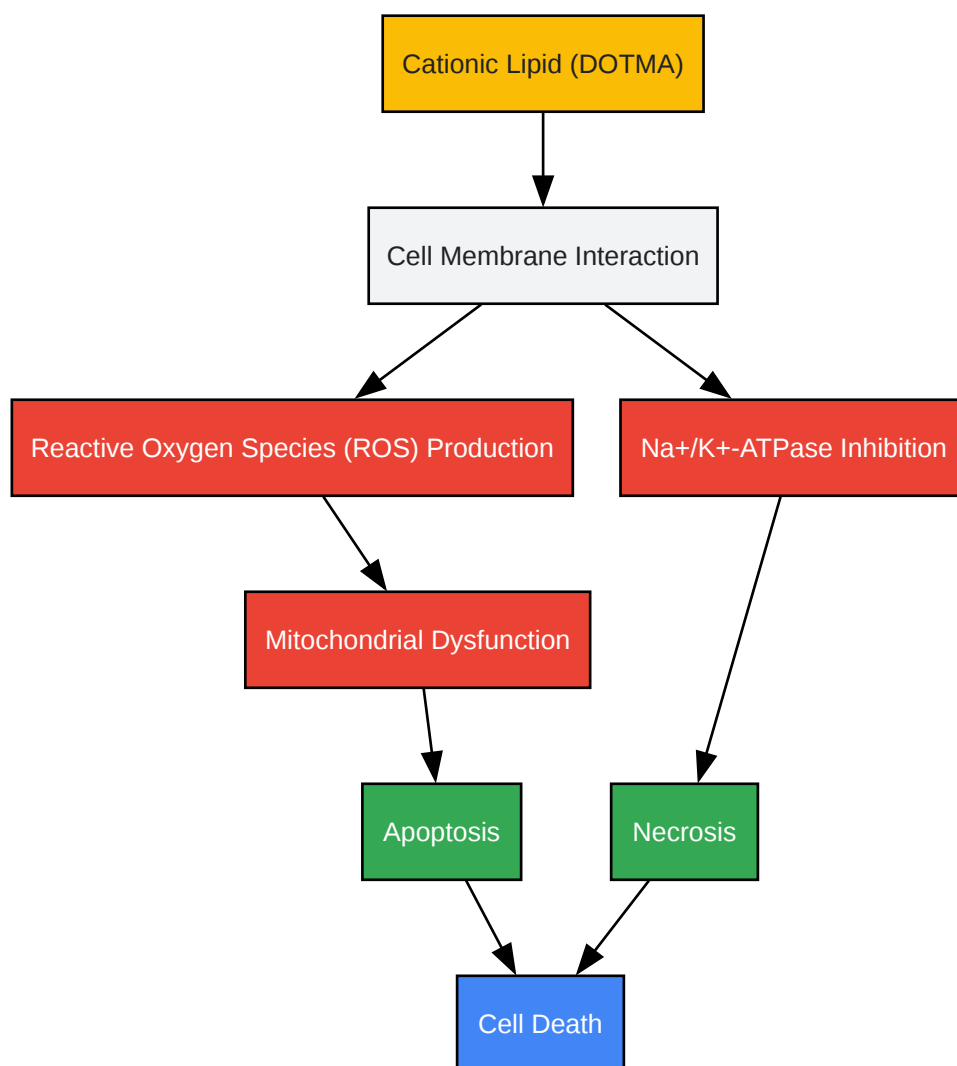 Cationic Lipid (DOTMA)
Cell Membrane Interaction
Reactive Oxygen Species (ROS) Production
Na+/K+-ATPase Inhibition
Mitochondrial Dysfunction
Apoptosis
Necrosis
Cell Death